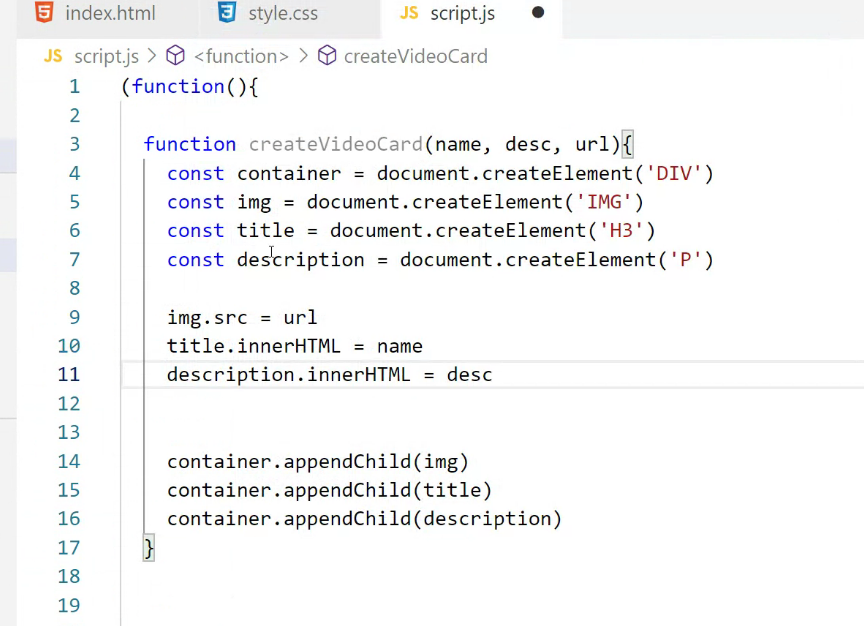 index.html style.css JS script.js
JS script.js > <function> > createVideoCard
1 (function(){
2
3 function createVideoCard(name, desc, url){
4 const container = document.createElement('DIV')
5 const img = document.createElement('IMG')
6 const title = document.createElement('H3')
7 const description = document.createElement('P')
8
9 img.src = url
10 title.innerHTML = name
11 description.innerHTML = desc
12
13
14 container.appendChild(img)
15 container.appendChild(title)
16 container.appendChild(description)
17 }
18
19